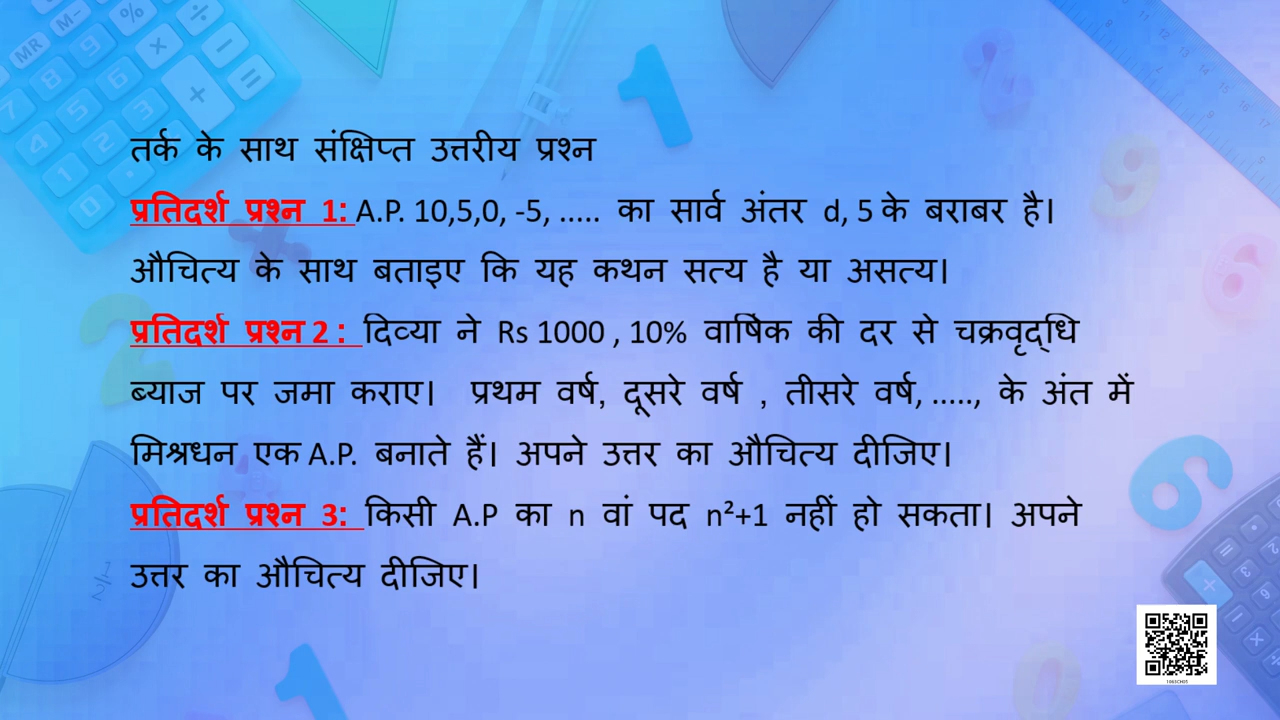 तर्क के साथ संक्षिप्त उत्तरीय प्रश्न
प्रतिदर्श प्रश्न 1: A.P. 10,5,0, -5, ..... का सार्व अंतर d, 5 के बराबर है।
औचित्य के साथ बताइए कि यह कथन सत्य है या असत्य।
प्रतिदर्श प्रश्न 2 : दिव्या ने Rs 1000 , 10% वार्षिक की दर से चक्रवृद्धि
ब्याज पर जमा कराए। प्रथम वर्ष, दूसरे वर्ष , तीसरे वर्ष, ....., के अंत में
मिश्रधन एक A.P. बनाते हैं। अपने उत्तर का औचित्य दीजिए।
प्रतिदर्श प्रश्न 3: किसी A.P का n वां पद n²+1 नहीं हो सकता। अपने
उत्तर का औचित्य दीजिए।